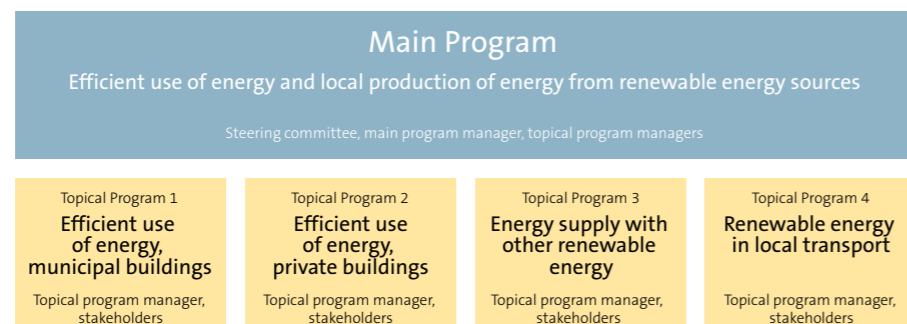 Main Program
Efficient use of energy and local production of energy from renewable energy sources
Steering committee, main program manager, topical program managers
Topical Program 1
Efficient use
of energy,
municipal buildings
Topical program manager,
stakeholders
Topical Program 2
Efficient use
of energy,
private buildings
Topical program manager,
stakeholders
Topical Program 3
Energy supply with
other renewable
energy
Topical program manager,
stakeholders
Topical Program 4
Renewable energy
in local transport
Topical program manager,
stakeholders